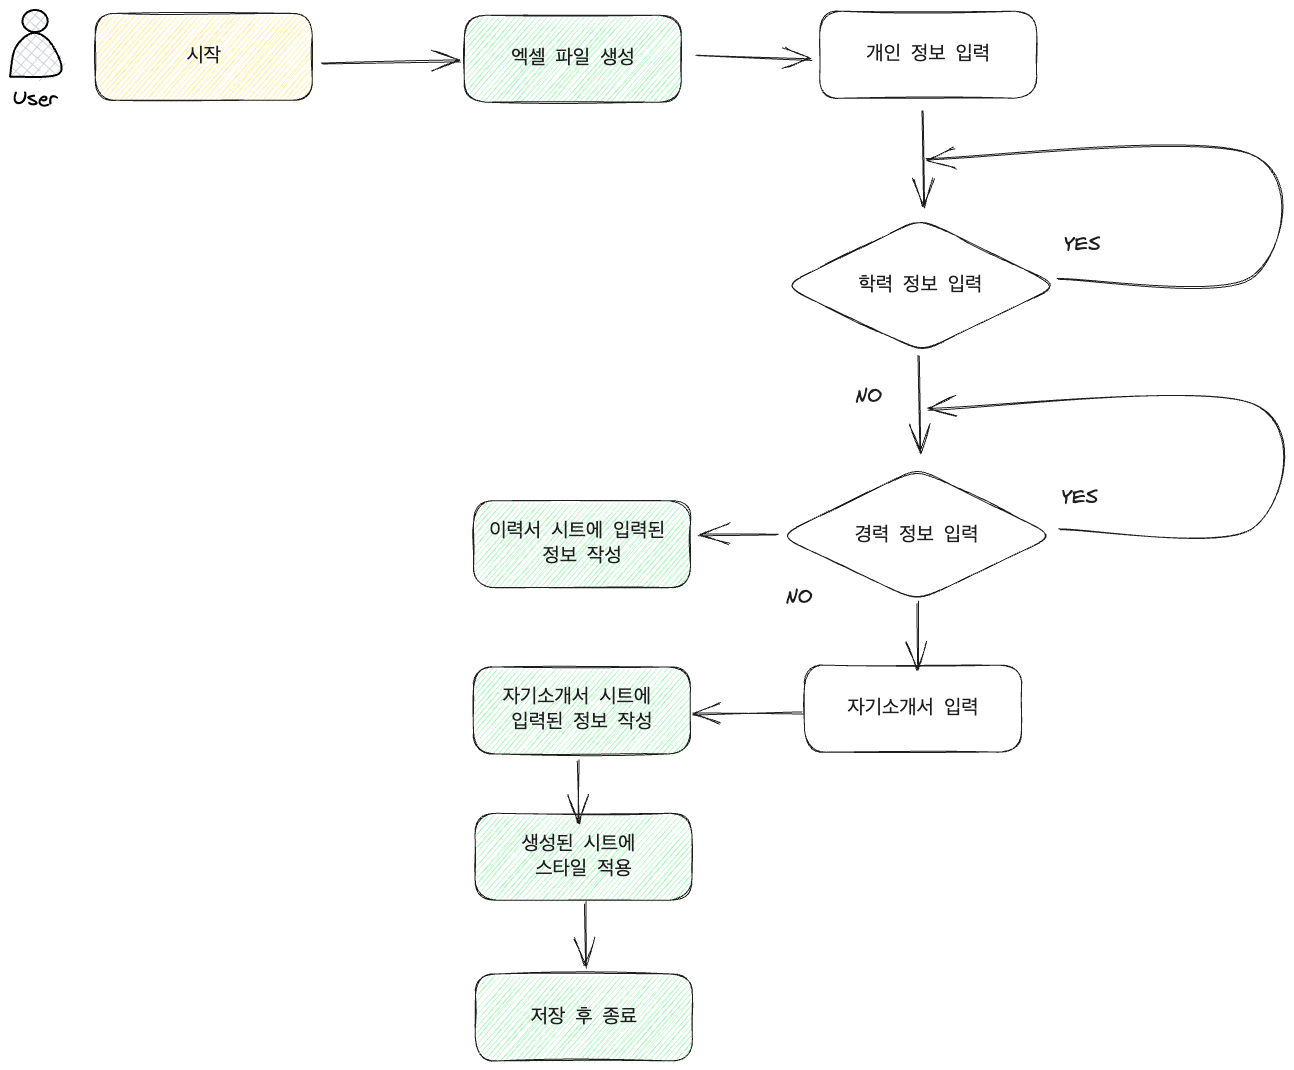 User
시작
엑셀 파일 생성
개인 정보 입력
YES
학력 정보 입력
NO
YES
경력 정보 입력
이력서 시트에 입력된
정보 작성
NO
자기소개서 시트에
입력된 정보 작성
자기소개서 입력
생성된 시트에
스타일 적용
저장 후 종료